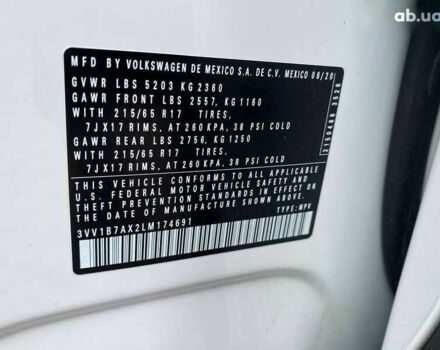 ab.ua
MFD BY VOLKSWAGEN DE MEXICO S.A. DE C.V. MEXICO 08/20
GVWR LBS 5203 KG2360
GAWR FRONT LBS 2557, KG1160
WITH 215/65 R17 TIRES,
7JX17 RIMS, AT 260KPA, 38 PSI COLD
GAWR REAR LBS 2756, KG1250
WITH 215/65 R17 TIRES,
7JX17 RIMS, AT 260KPA, 38 PSI COLD
THIS VEHICLE CONFORMS TO ALL APPLICABLE
U.S. FEDERAL MOTOR VEHICLE SAFETY AND
THEFT PREVENTION STANDARDS IN EFFECT
ON THE DATE OF MANUFACTURE SHOWN ABOVE.
3VV1B7AX2LM174691 TYPE:MPV